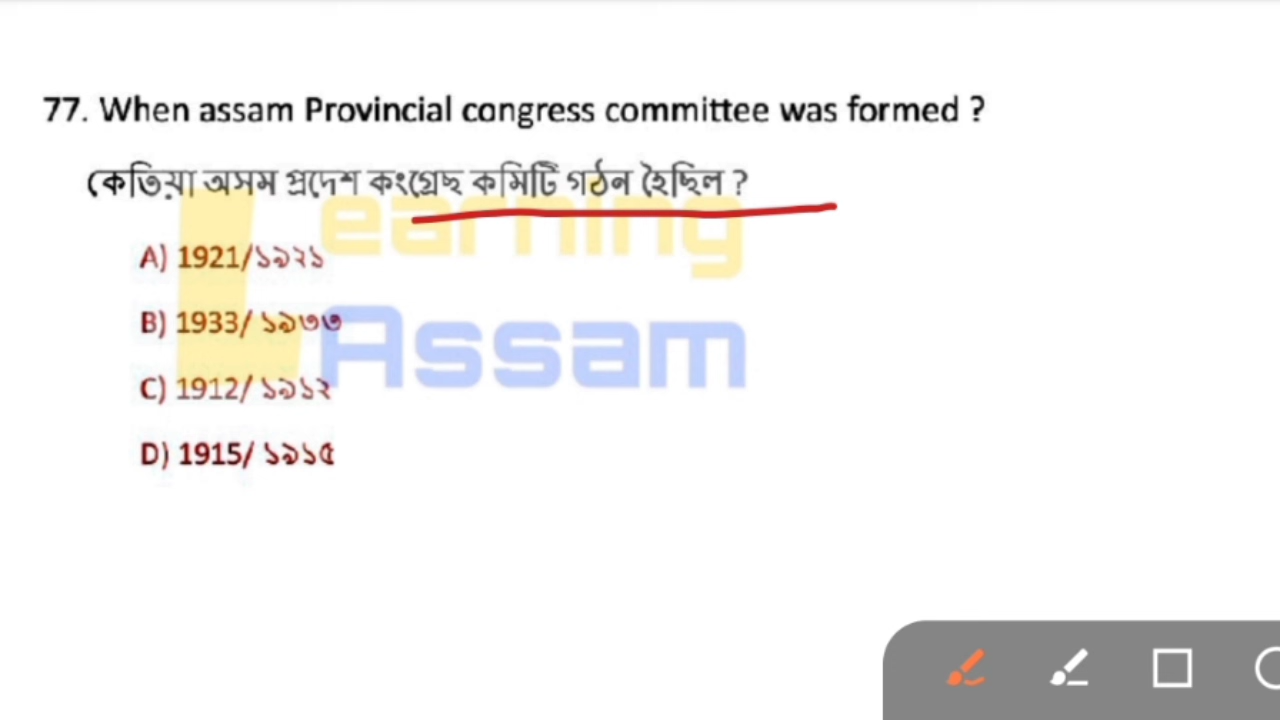 77. When assam Provincial congress committee was formed ?
কেতিয়া অসম প্ৰদেশ কংগ্ৰেছ কমিটি গঠন হৈছিল ?
A) 1921/১৯২১
B) 1933/ ১৯৩৩
C) 1912/ ১৯১২
D) 1915/ ১৯১৫
Learning
Assam